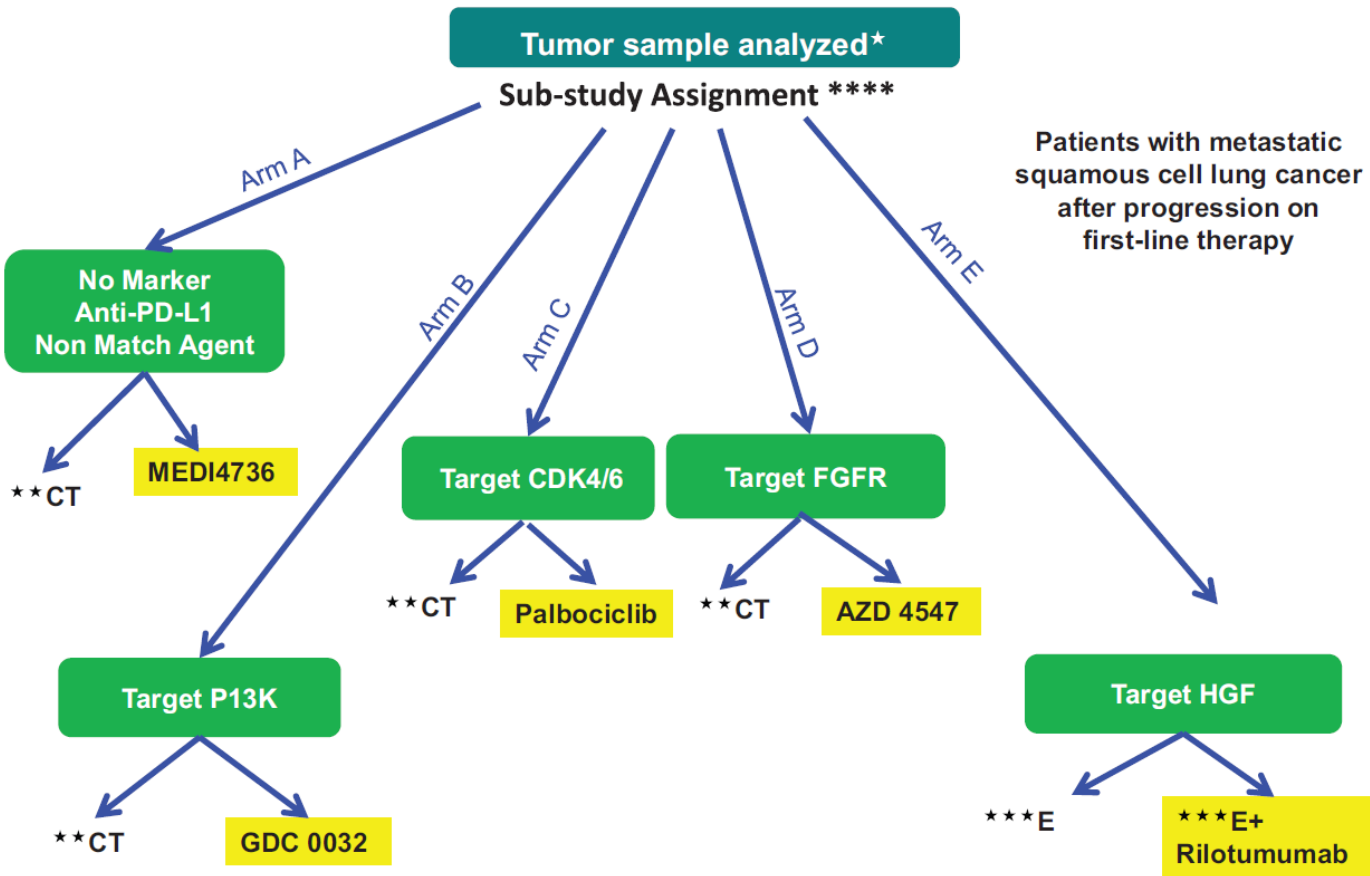 Tumor sample analyzed★
Sub-study Assignment ****
Patients with metastatic
squamous cell lung cancer
after progression on
first-line therapy
Arm A
Arm B
Arm C
Arm D
Arm E
No Marker
Anti-PD-L1
Non Match Agent
★★CT
MEDI4736
Target CDK4/6
★★CT
Palbociclib
Target FGFR
★★CT
AZD 4547
Target P13K
★★CT
GDC 0032
Target HGF
★★★E
★★★E+
Rilotumumab